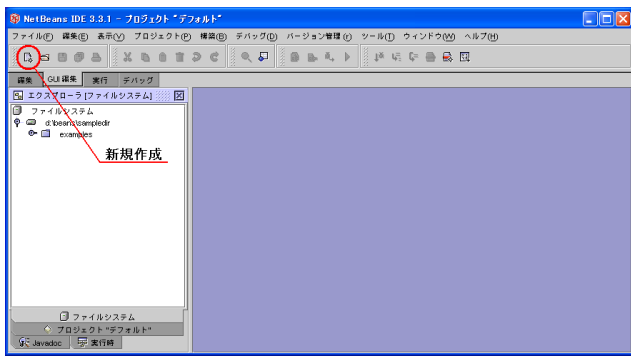 NetBeans IDE 3.3.1 - プロジェクト "デフォルト"
ファイル(F) 編集(E) 表示(V) プロジェクト(P) 構築(B) デバッグ(D) バージョン管理(r) ツール(T) ウィンドウ(W) ヘルプ(H)
編集 GUI 編集 実行 デバッグ
エクスプローラ [ファイルシステム]
ファイルシステム
d:\beans\sampledir
examples
新規作成
ファイルシステム
プロジェクト "デフォルト"
Javadoc 実行時